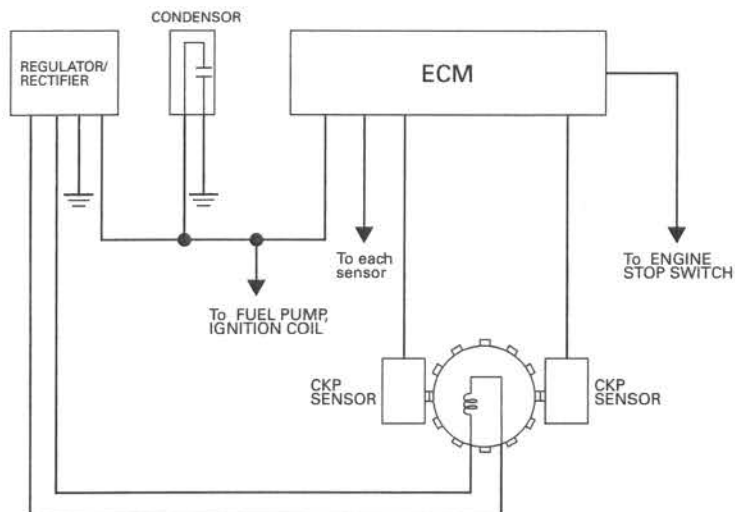 CONDENSOR
REGULATOR/
RECTIFIER
ECM
To each
sensor
To ENGINE
STOP SWITCH
To FUEL PUMP,
IGNITION COIL
CKP
SENSOR
CKP
SENSOR